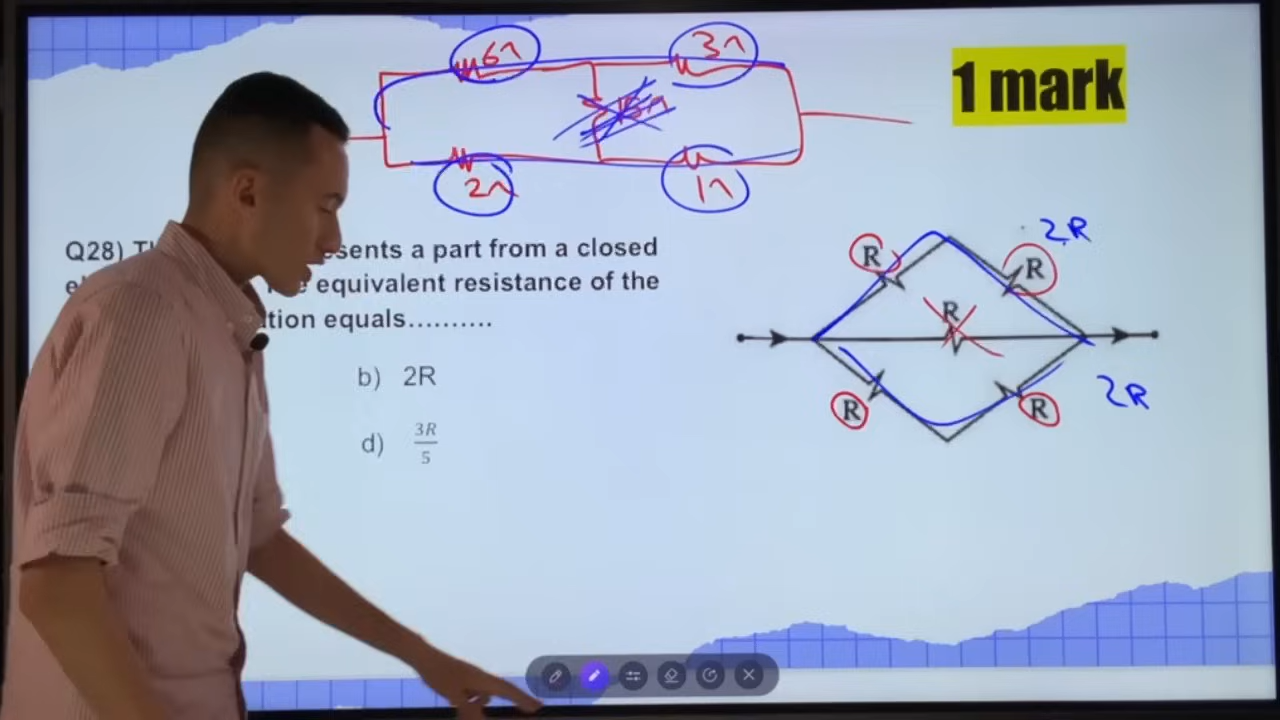 6Ω
3Ω
2Ω
1Ω
1 mark
Q28) sents a part from a closed
equivalent resistance of the
tion equals..........
b) 2R
d) 3R/5
2R
R
R
R
R
R
2R